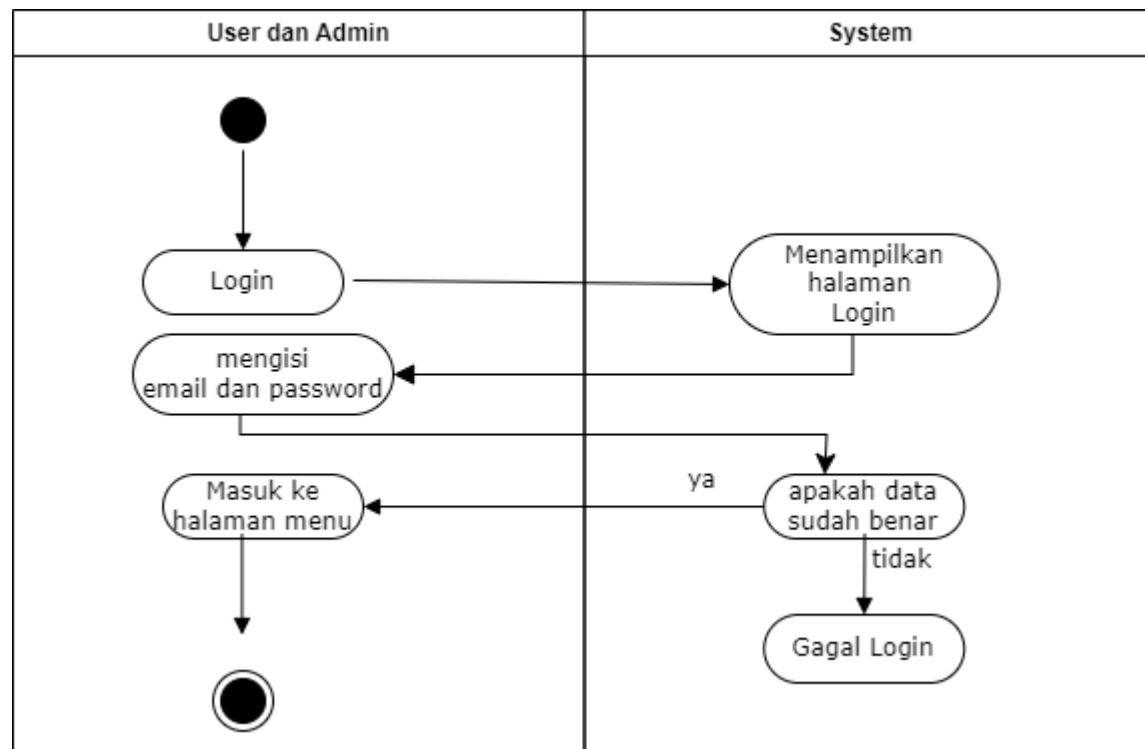 User dan Admin
System
Login
Menampilkan
halaman
Login
mengisi
email dan password
Masuk ke
halaman menu
ya
apakah data
sudah benar
tidak
Gagal Login